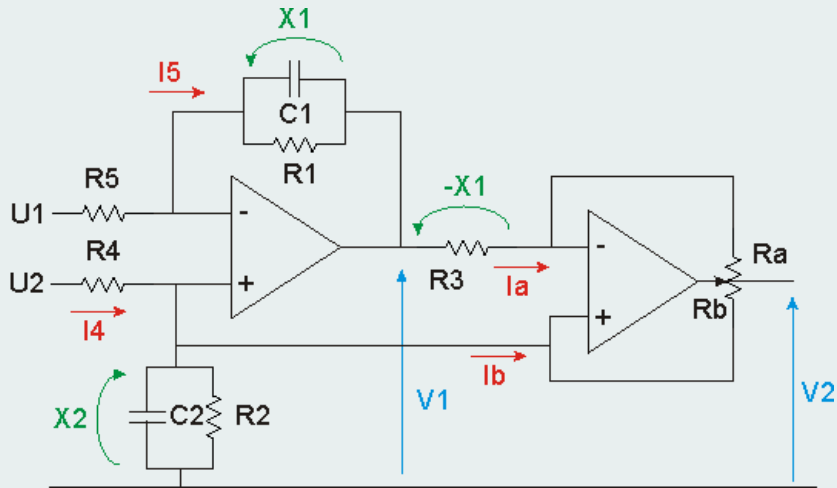 X1
I5
C1
R1
R5
U1
-
-X1
R4
U2
+
I4
R3
Ia
-
+
Ra
Rb
Ib
X2
C2
R2
V1
V2